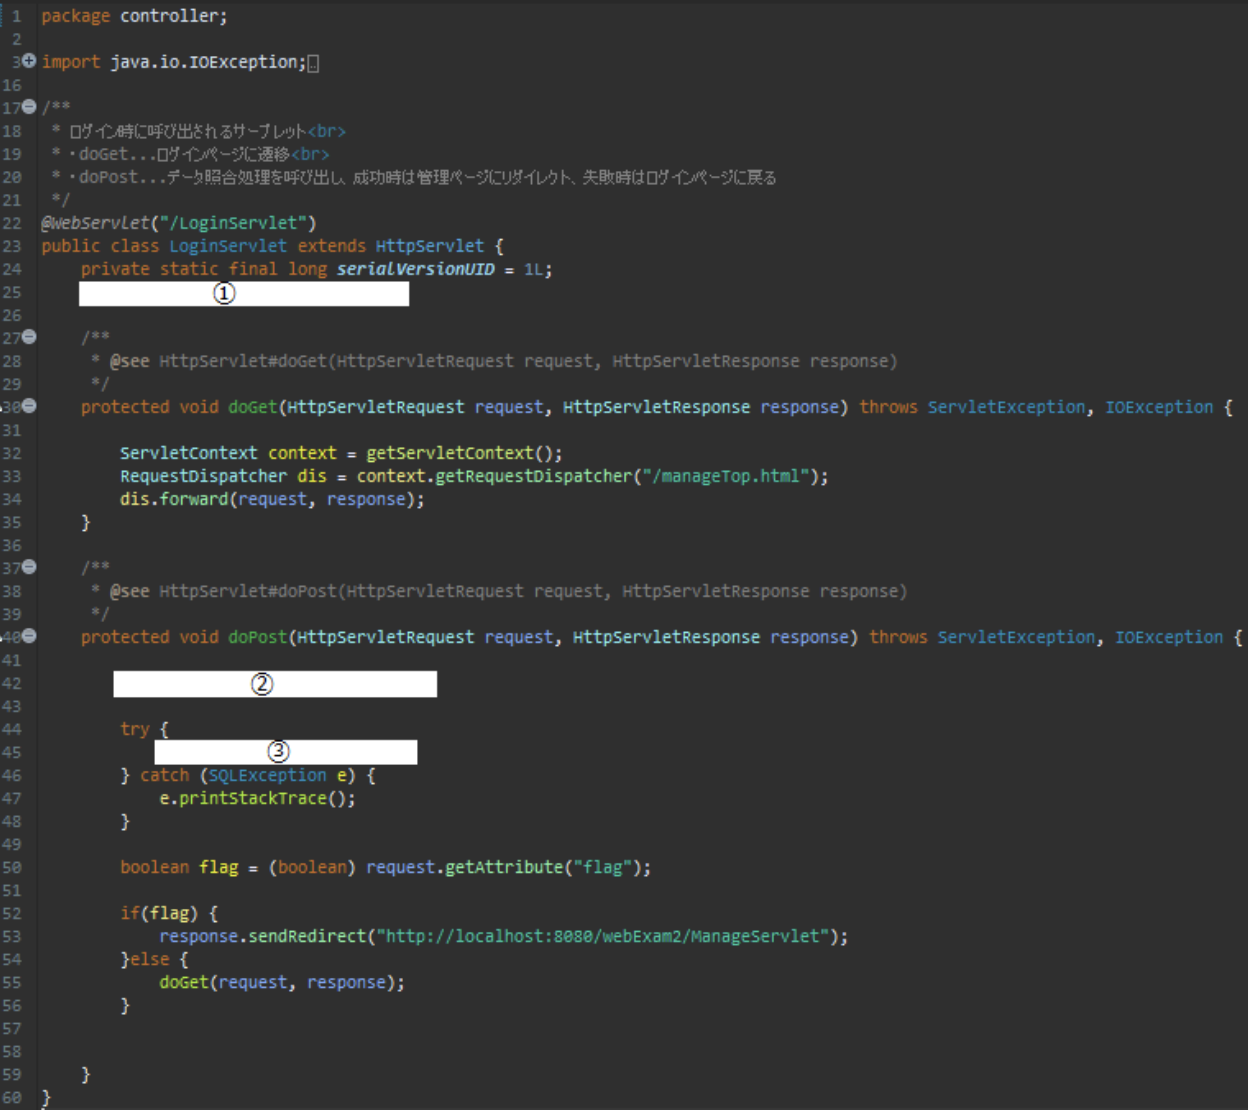 1 package controller;
2
3 import java.io.IOException;
16
17 /**
18 * ログイン時に呼び出されるサーブレット<br>
19 * ・doGet...ログインページに遷移<br>
20 * ・doPost...データ照合処理を呼び出し、成功時は管理ページにリダイレクト、失敗時はログインページに戻る
21 */
22 @WebServlet("/LoginServlet")
23 public class LoginServlet extends HttpServlet {
24 private static final long serialVersionUID = 1L;
25 ①
26
27 /**
28 * @see HttpServlet#doGet(HttpServletRequest request, HttpServletResponse response)
29 */
30 protected void doGet(HttpServletRequest request, HttpServletResponse response) throws ServletException, IOException {
31
32 ServletContext context = getServletContext();
33 RequestDispatcher dis = context.getRequestDispatcher("/manageTop.html");
34 dis.forward(request, response);
35 }
36
37 /**
38 * @see HttpServlet#doPost(HttpServletRequest request, HttpServletResponse response)
39 */
40 protected void doPost(HttpServletRequest request, HttpServletResponse response) throws ServletException, IOException {
41
42 ②
43
44 try {
45 ③
46 } catch (SQLException e) {
47 e.printStackTrace();
48 }
49
50 boolean flag = (boolean) request.getAttribute("flag");
51
52 if(flag) {
53 response.sendRedirect("http://localhost:8080/webExam2/ManageServlet");
54 }else {
55 doGet(request, response);
56 }
57
58
59 }
60 }